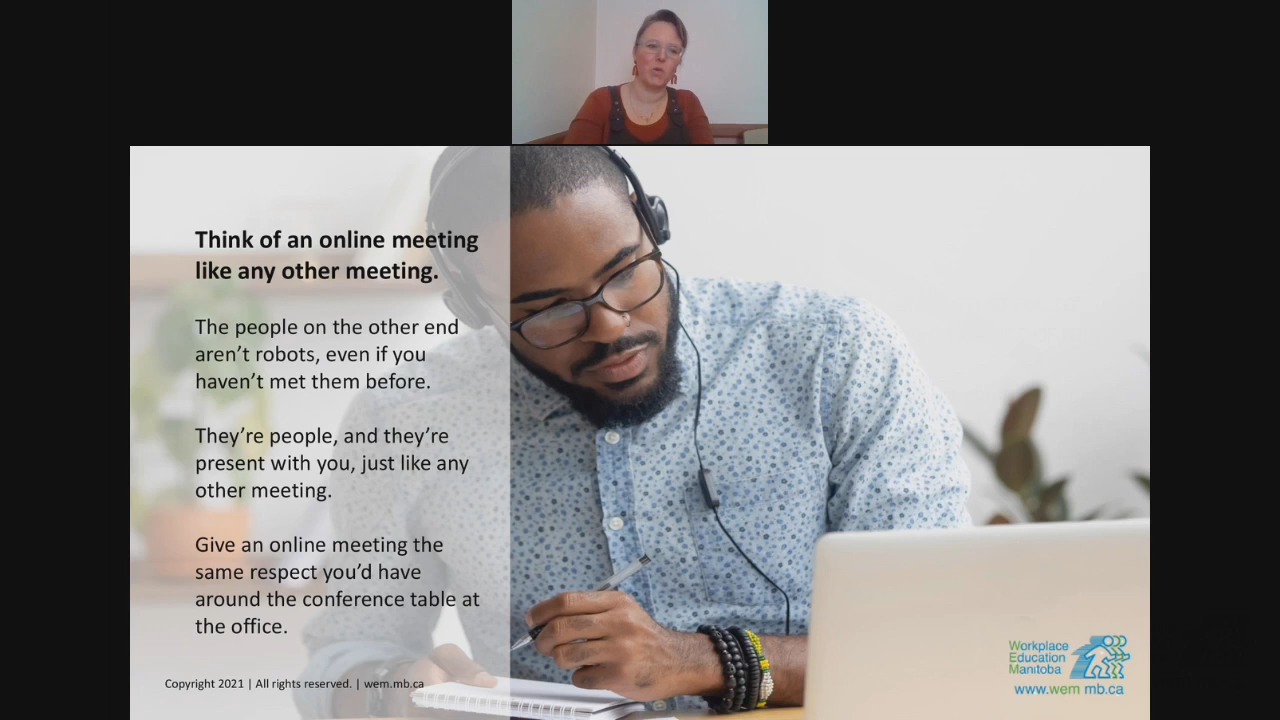 Think of an online meeting
like any other meeting.
The people on the other end
aren't robots, even if you
haven't met them before.
They're people, and they're
present with you, just like any
other meeting.
Give an online meeting the
same respect you'd have
around the conference table at
the office.
Copyright 2021 | All rights reserved. | wem.mb.ca
Workplace
Education
Manitoba
www.wem mb.ca